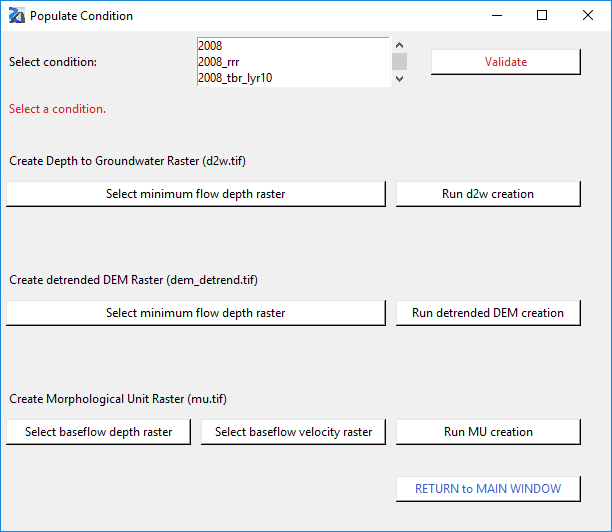 Populate Condition
Select condition:
2008
2008_rrr
2008_tbr_lyr10
Validate
Select a condition.
Create Depth to Groundwater Raster (d2w.tif)
Select minimum flow depth raster
Run d2w creation
Create detrended DEM Raster (dem_detrend.tif)
Select minimum flow depth raster
Run detrended DEM creation
Create Morphological Unit Raster (mu.tif)
Select baseflow depth raster
Select baseflow velocity raster
Run MU creation
RETURN to MAIN WINDOW